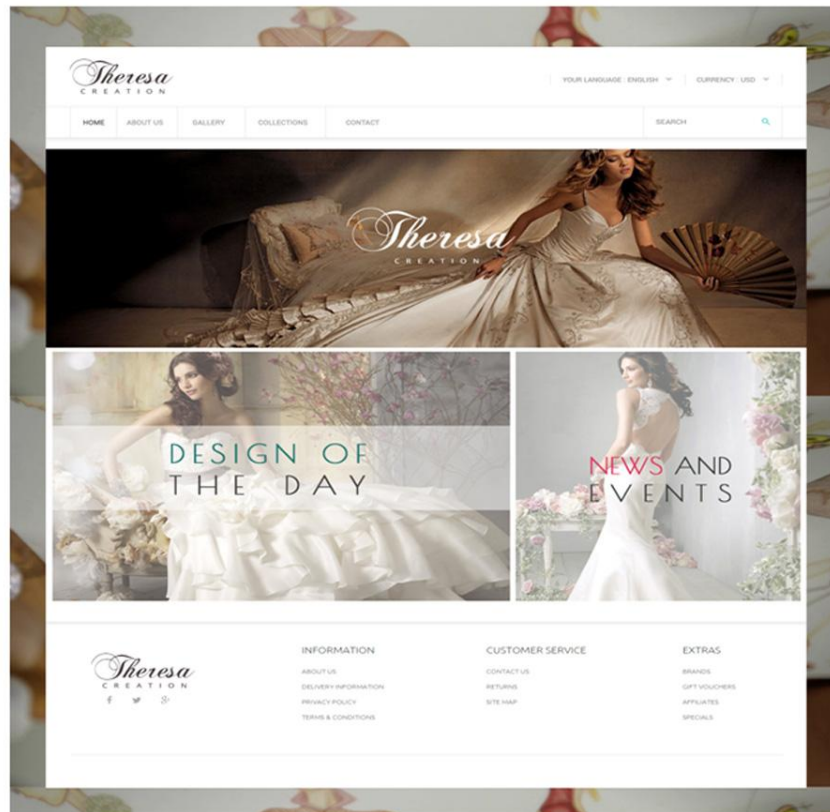 Theresa
CREATION
YOUR LANGUAGE : ENGLISH
CURRENCY : USD
HOME
ABOUT US
GALLERY
COLLECTIONS
CONTACT
SEARCH
Theresa
CREATION
DESIGN OF
THE DAY
NEWS AND
EVENTS
Theresa
CREATION
INFORMATION
ABOUT US
DELIVERY INFORMATION
PRIVACY POLICY
TERMS & CONDITIONS
CUSTOMER SERVICE
CONTACT US
RETURNS
SITE MAP
EXTRAS
BRANDS
GIFT VOUCHERS
AFFILIATES
SPECIALS